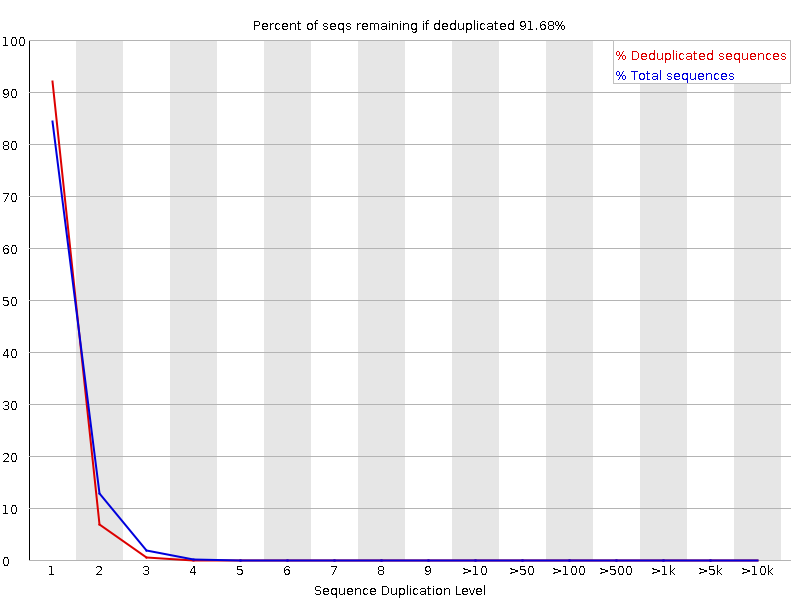 Percent of seqs remaining if deduplicated 91.68%
% Deduplicated sequences
% Total sequences
100
90
80
70
60
50
40
30
20
10
0
1 2 3 4 5 6 7 8 9 >10 >50 >100 >500 >1k >5k >10k
Sequence Duplication Level